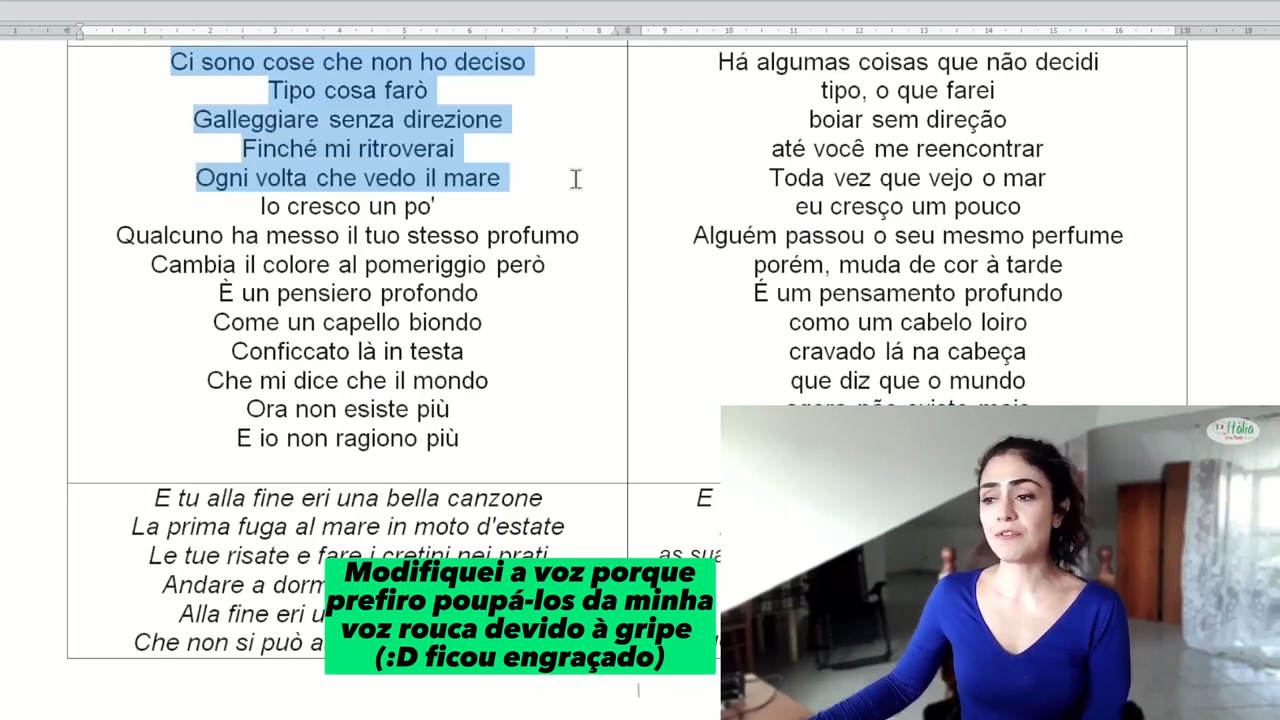 Ci sono cose che non ho deciso
Tipo cosa farò
Galleggiare senza direzione
Finché mi ritroverai
Ogni volta che vedo il mare
Io cresco un po'
Qualcuno ha messo il tuo stesso profumo
Cambia il colore al pomeriggio però
È un pensiero profondo
Come un capello biondo
Conficcato là in testa
Che mi dice che il mondo
Ora non esiste più
E io non ragiono più
Há algumas coisas que não decidi
tipo, o que farei
boiar sem direção
até você me reencontrar
Toda vez que vejo o mar
eu cresço um pouco
Alguém passou o seu mesmo perfume
porém, muda de cor à tarde
É um pensamento profundo
como um cabelo loiro
cravado lá na cabeça
que diz que o mundo
E tu alla fine eri una bella canzone
La prima fuga al mare in moto d'estate
Le tue risate e fare i cretini nei prati
Andare a
Alla fine eri
Che non si può
E
as
Modifiquei a voz porque
prefiro poupá-los da minha
voz rouca devido à gripe
(:D ficou engraçado)
Itália